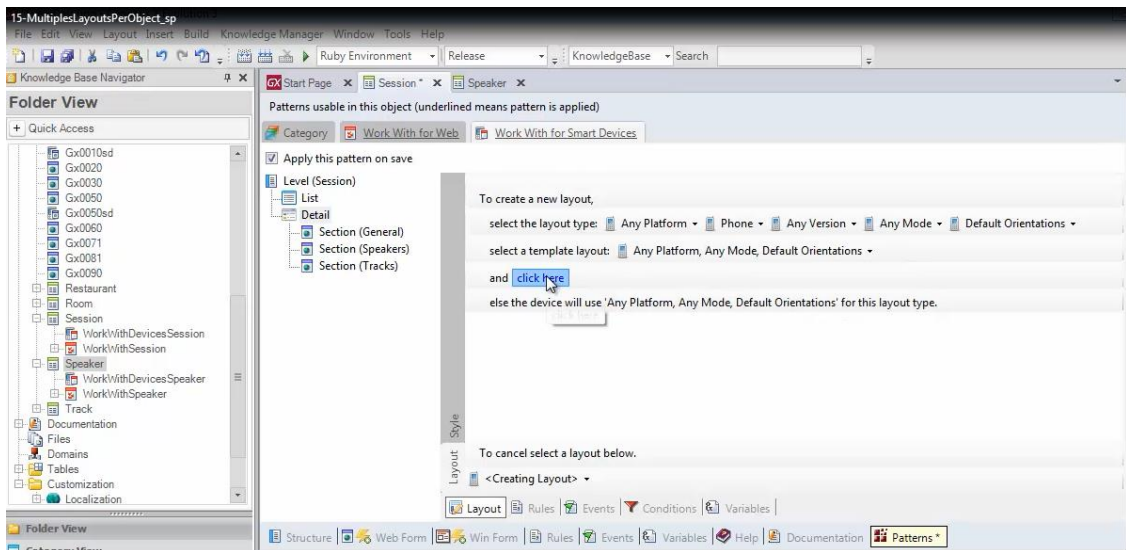 15-MultiplesLayoutsPerObject_sp
File Edit View Layout Insert Build Knowledge Manager Window Tools Help
Ruby Environment Release KnowledgeBase Search
Knowledge Base Navigator
Folder View
+ Quick Access
Gx0010sd
Gx0020
Gx0030
Gx0050
Gx0050sd
Gx0060
Gx0071
Gx0081
Gx0090
Restaurant
Room
Session
WorkWithDevicesSession
WorkWithSession
Speaker
WorkWithDevicesSpeaker
WorkWithSpeaker
Track
Documentation
Files
Domains
Tables
Customization
Localization
Folder View
Category View
GX Start Page X Session * X Speaker X
Patterns usable in this object (underlined means pattern is applied)
Category Work With for Web Work With for Smart Devices
Apply this pattern on save
Level (Session)
List
Detail
Section (General)
Section (Speakers)
Section (Tracks)
Style
Layout
To create a new layout,
select the layout type: Any Platform Phone Any Version Any Mode Default Orientations
select a template layout: Any Platform, Any Mode, Default Orientations
and click here
else the device will use 'Any Platform, Any Mode, Default Orientations' for this layout type.
click here
To cancel select a layout below.
<Creating Layout>
Layout Rules Events Conditions Variables
Structure Web Form Win Form Rules Events Variables Help Documentation Patterns *